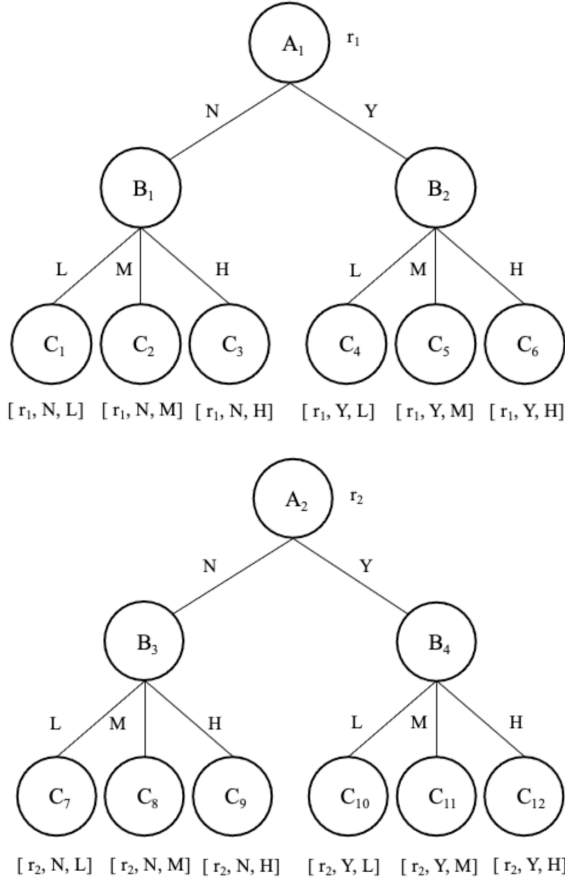 A₁ r₁
N Y
B₁ B₂
L M H L M H
C₁ C₂ C₃ C₄ C₅ C₆
[ r₁, N, L] [ r₁, N, M] [ r₁, N, H] [ r₁, Y, L] [ r₁, Y, M] [ r₁, Y, H]
A₂ r₂
N Y
B₃ B₄
L M H L M H
C₇ C₈ C₉ C₁₀ C₁₁ C₁₂
[ r₂, N, L] [ r₂, N, M] [ r₂, N, H] [ r₂, Y, L] [ r₂, Y, M] [ r₂, Y, H]